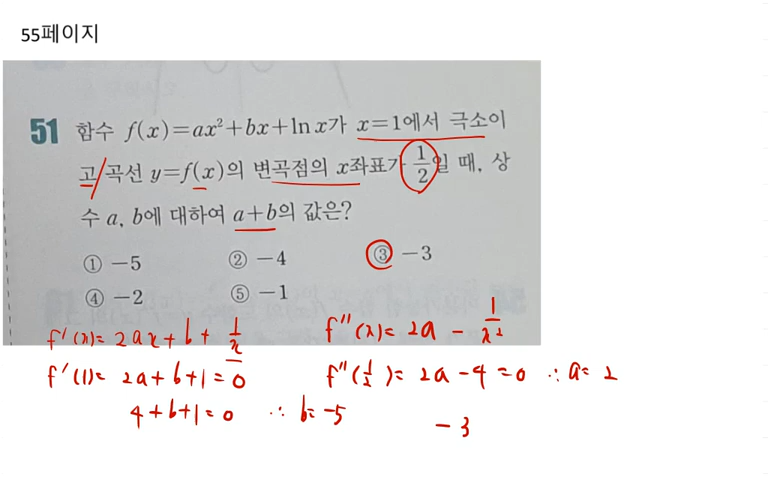 55페이지
51 함수 f(x)=ax²+bx+ln x가 x=1에서 극소이
고 곡선 y=f(x)의 변곡점의 x좌표가 1/2일 때, 상
수 a, b에 대하여 a+b의 값은?
① -5 ② -4 ③ -3
④ -2 ⑤ -1
f'(x)= 2ax+b+1/x f''(x)= 2a - 1/x²
f'(1)= 2a+b+1=0 f''(1/2)= 2a-4=0 ∴ a=2
4+b+1=0 ∴ b=-5
-3